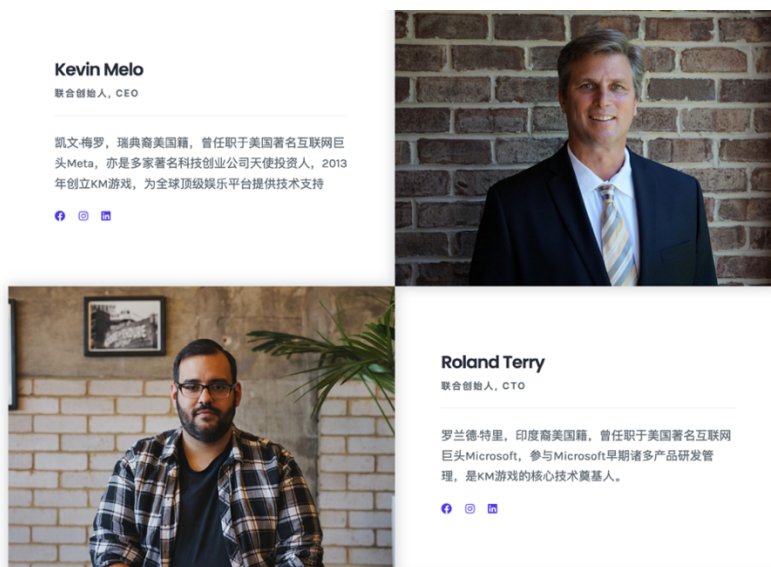 Kevin Melo
联合创始人, CEO
凯文·梅罗，瑞典裔美国籍，曾任职于美国著名互联网巨
头Meta，亦是多家著名科技创业公司天使投资人，2013
年创立KM游戏，为全球顶级娱乐平台提供技术支持
Roland Terry
联合创始人, CTO
罗兰德·特里，印度裔美国籍，曾任职于美国著名互联网
巨头Microsoft，参与Microsoft早期诸多产品研发管
理，是KM游戏的核心技术奠基人。